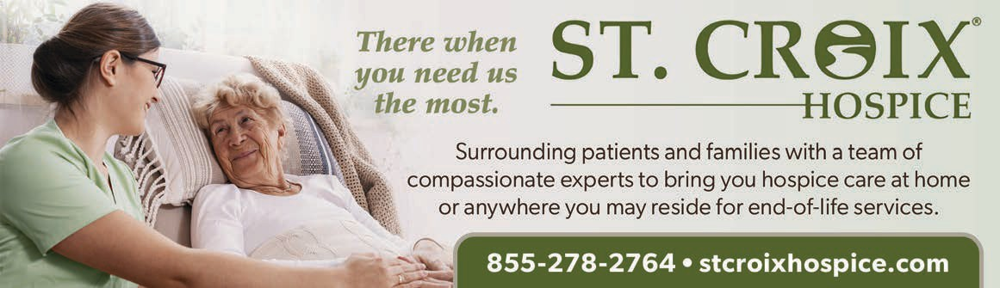 There when
you need us
the most.
ST. CROIX®
HOSPICE
Surrounding patients and families with a team of
compassionate experts to bring you hospice care at home
or anywhere you may reside for end-of-life services.
855-278-2764 • stcroixhospice.com